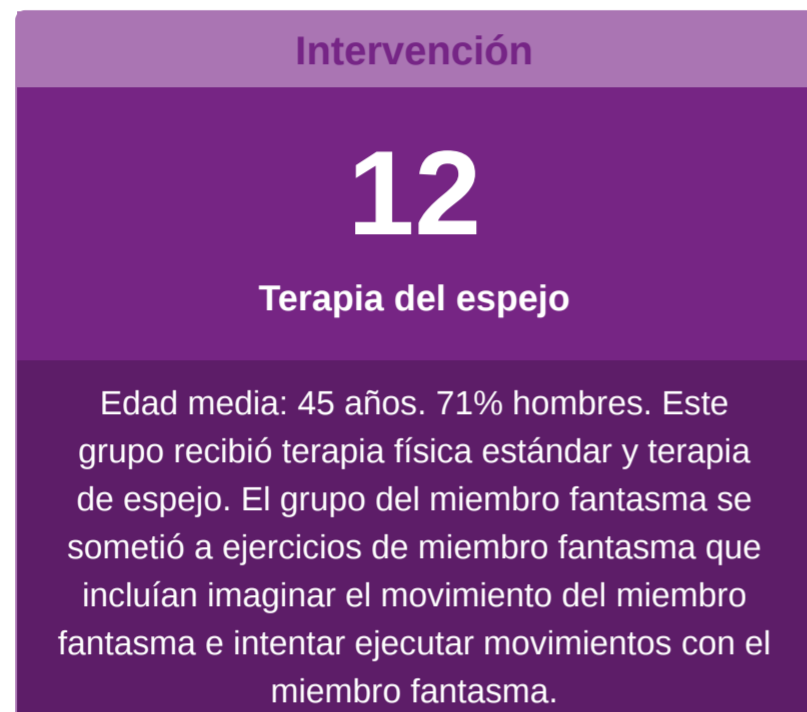 Intervención
12
Terapia del espejo
Edad media: 45 años. 71% hombres. Este
grupo recibió terapia física estándar y terapia
de espejo. El grupo del miembro fantasma se
sometió a ejercicios de miembro fantasma que
incluían imaginar el movimiento del miembro
fantasma e intentar ejecutar movimientos con el
miembro fantasma.